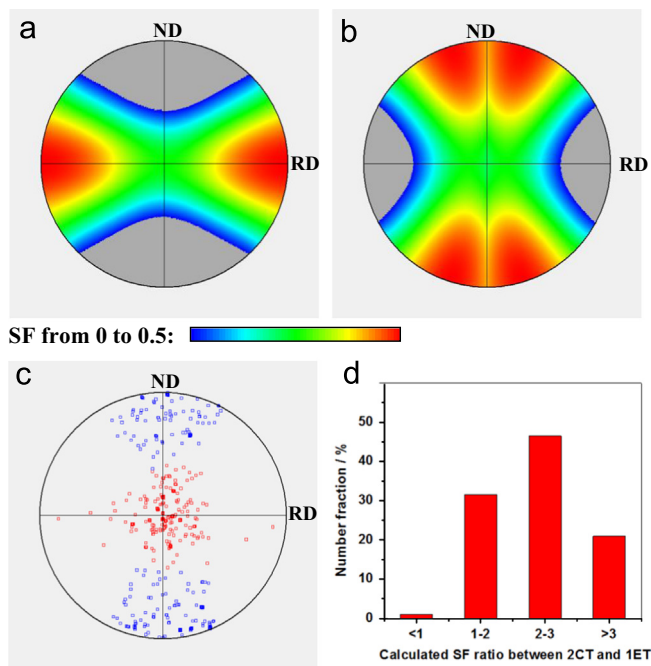 a
ND
RD
b
ND
RD
SF from 0 to 0.5:
c
ND
RD
d
Number fraction / %
50
40
30
20
10
0
<1 1-2 2-3 >3
Calculated SF ratio between 2CT and 1ET